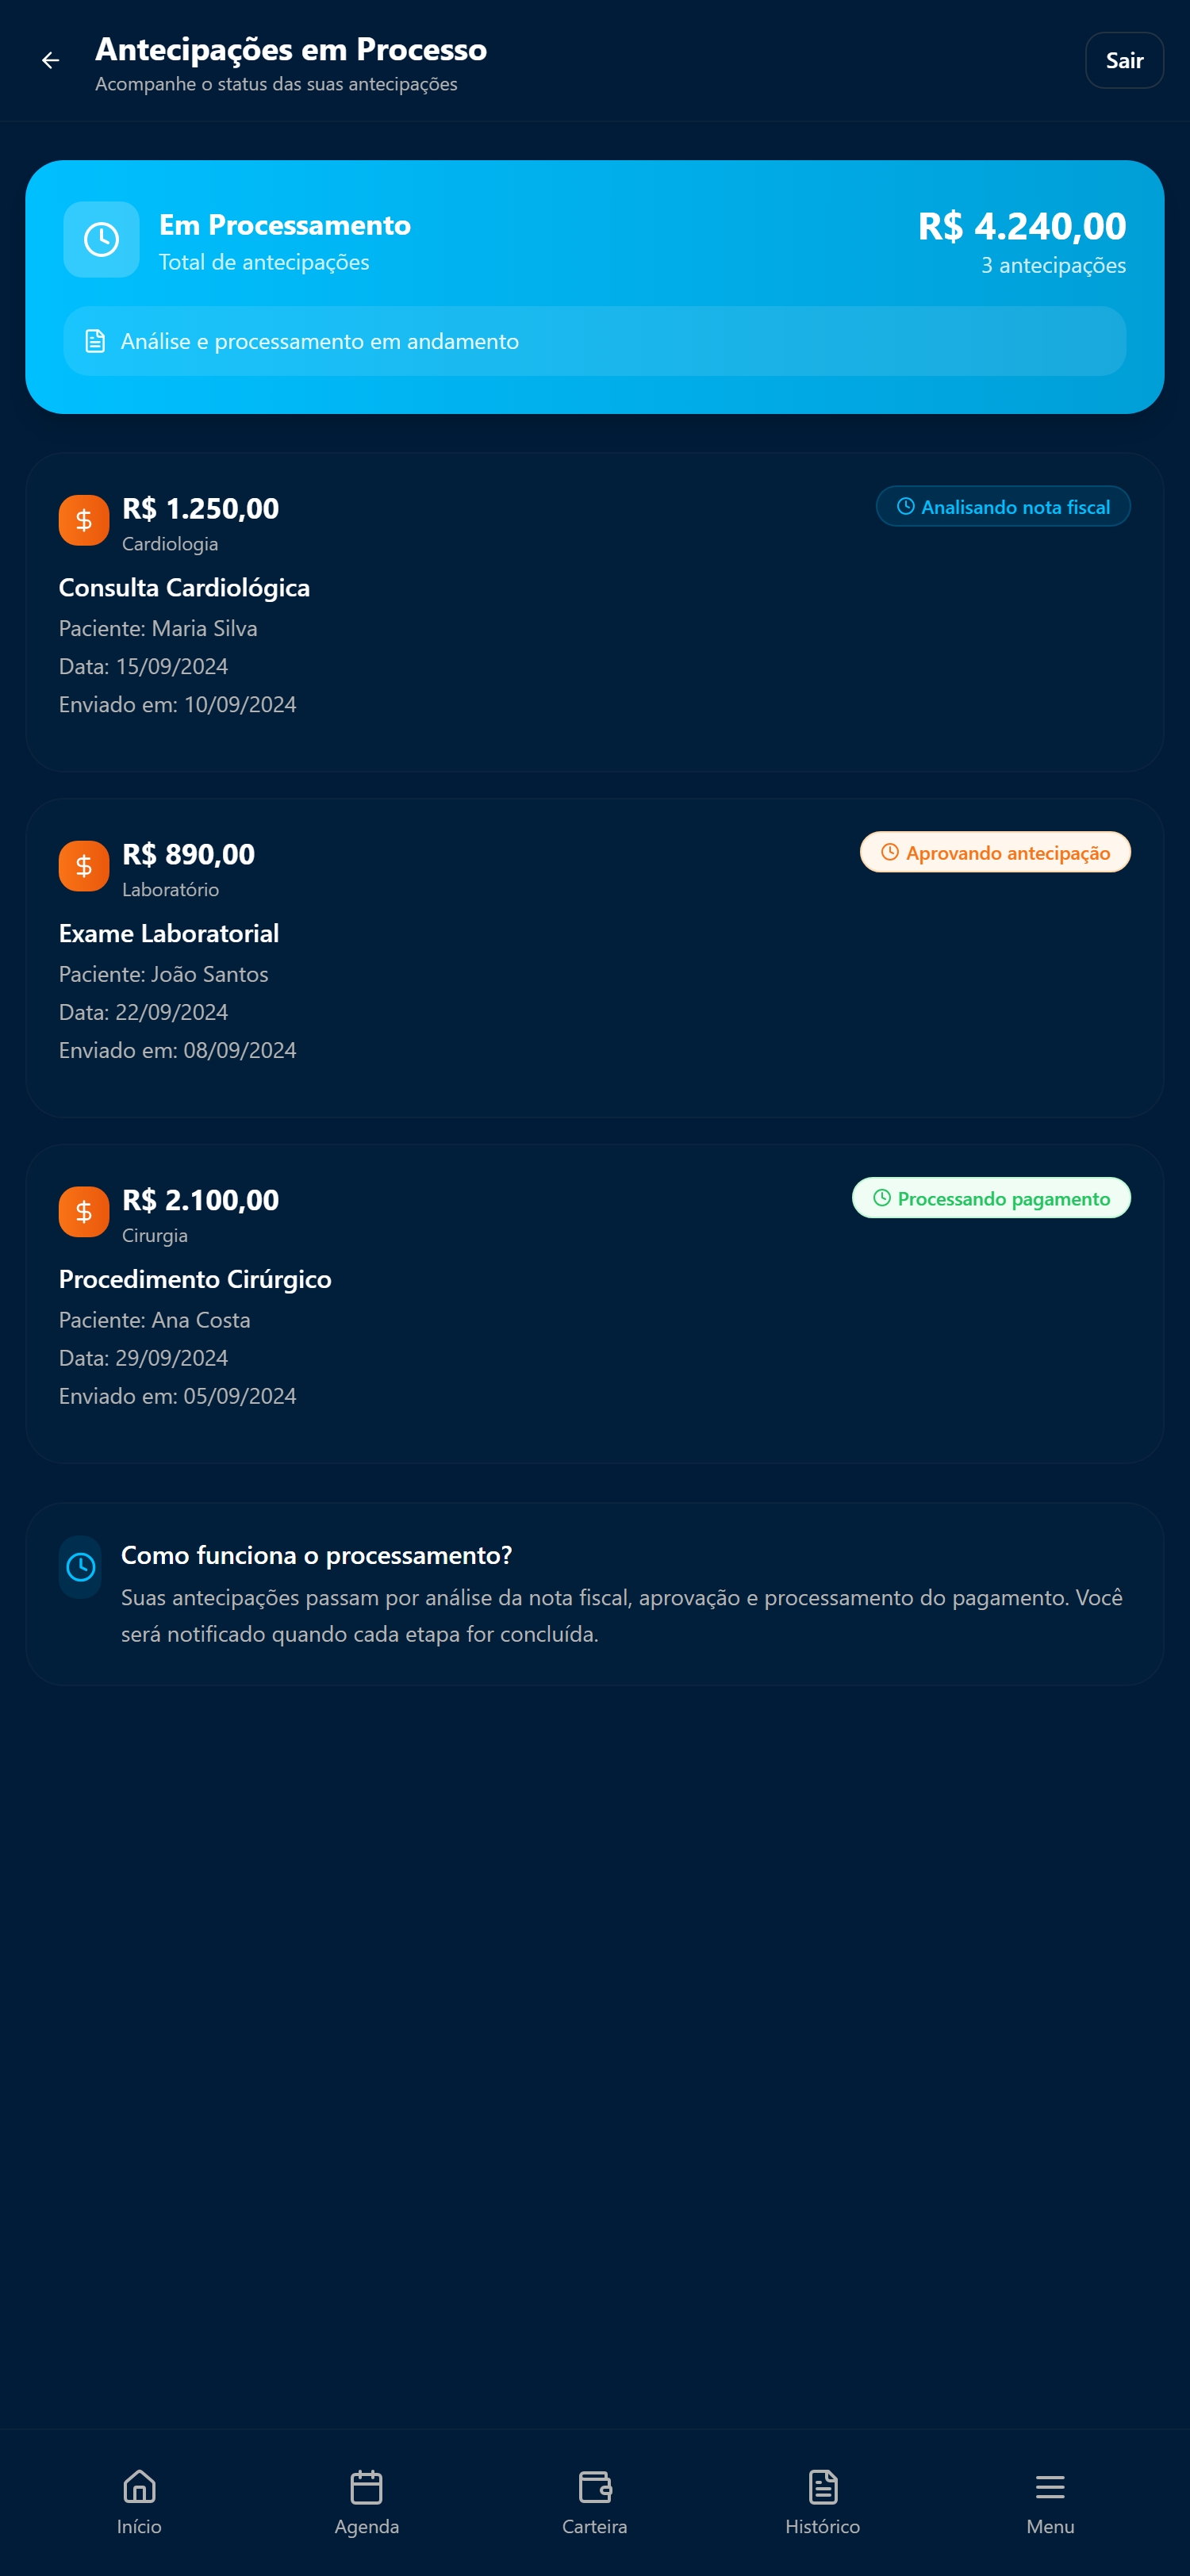 Antecipações em Processo
Acompanhe o status das suas antecipações
Sair
Em Processamento
Total de antecipações
R$ 4.240,00
3 antecipações
Análise e processamento em andamento
R$ 1.250,00
Cardiologia
Analisando nota fiscal
Consulta Cardiológica
Paciente: Maria Silva
Data: 15/09/2024
Enviado em: 10/09/2024
R$ 890,00
Laboratório
Aprovando antecipação
Exame Laboratorial
Paciente: João Santos
Data: 22/09/2024
Enviado em: 08/09/2024
R$ 2.100,00
Cirurgia
Processando pagamento
Procedimento Cirúrgico
Paciente: Ana Costa
Data: 29/09/2024
Enviado em: 05/09/2024
Como funciona o processamento?
Suas antecipações passam por análise da nota fiscal, aprovação e processamento do pagamento. Você
será notificado quando cada etapa for concluída.
Início
Agenda
Carteira
Histórico
Menu